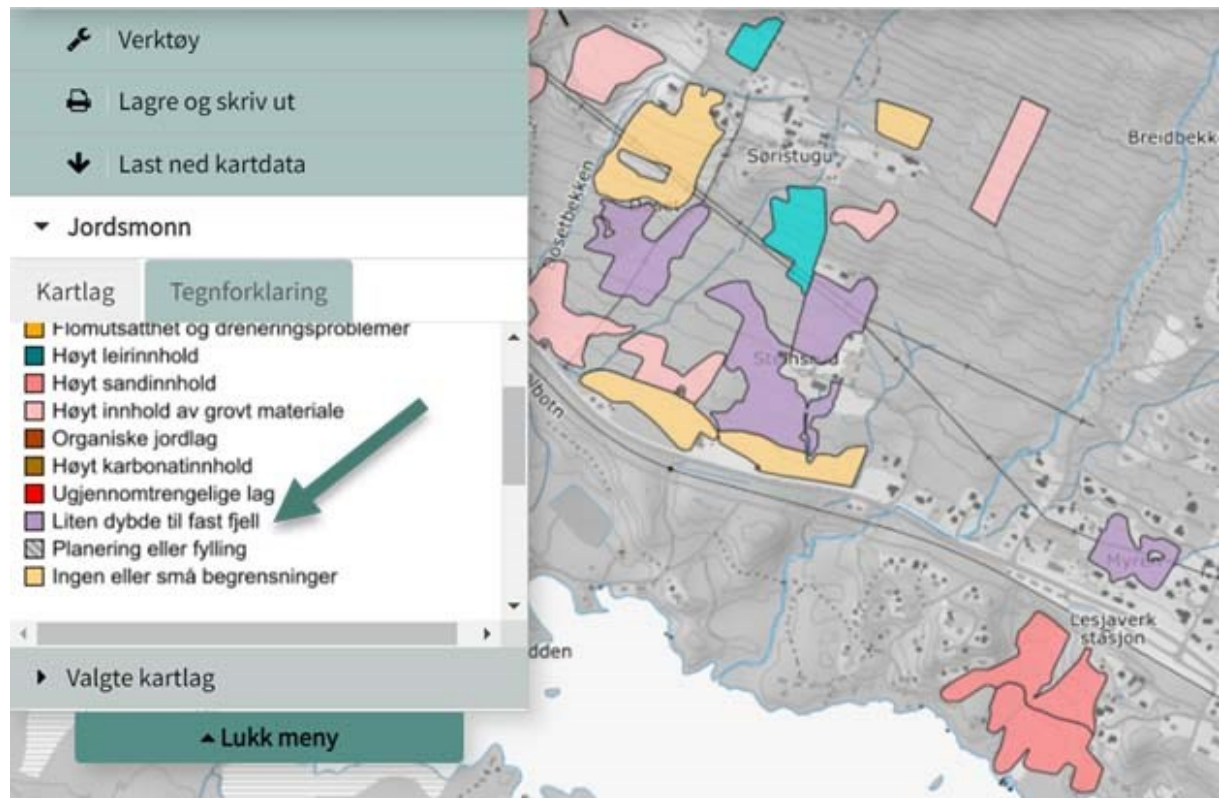 Verktøy
Lagre og skriv ut
Last ned kartdata
Jordsmonn
Kartlag
Tegnforklaring
Flomutsatthet og dreneringsproblemer
Høyt leirinnhold
Høyt sandinnhold
Høyt innhold av grovt materiale
Organiske jordlag
Høyt karbonatinnhold
Ugjennomtrengelige lag
Liten dybde til fast fjell
Planering eller fylling
Ingen eller små begrensninger
Valgte kartlag
Lukk meny
Søristugu
Breidbekk
osetbekken
lbotn
dden
Lesjaverk
stasjon